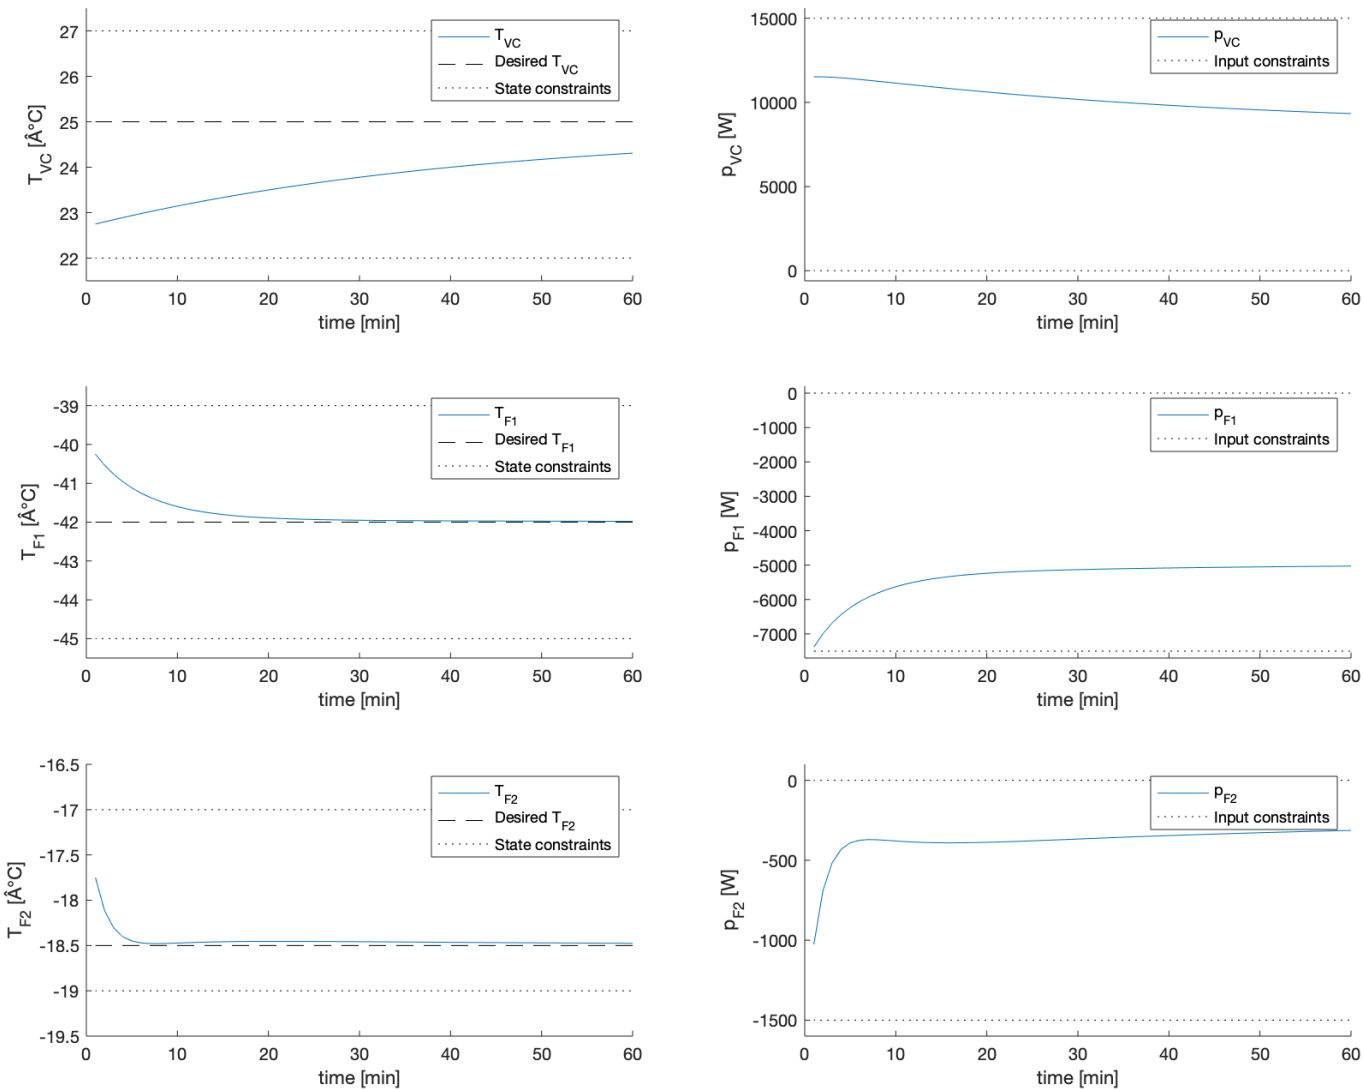 27
26
25
24
23
22
T_VC [Â°C]
0 10 20 30 40 50 60
time [min]
T_VC
Desired T_VC
State constraints
15000
10000
5000
0
p_VC [W]
0 10 20 30 40 50 60
time [min]
p_VC
Input constraints
-39
-40
-41
-42
-43
-44
-45
T_F1 [Â°C]
0 10 20 30 40 50 60
time [min]
T_F1
Desired T_F1
State constraints
0
-1000
-2000
-3000
-4000
-5000
-6000
-7000
p_F1 [W]
0 10 20 30 40 50 60
time [min]
p_F1
Input constraints
-16.5
-17
-17.5
-18
-18.5
-19
-19.5
T_F2 [Â°C]
0 10 20 30 40 50 60
time [min]
T_F2
Desired T_F2
State constraints
0
-500
-1000
-1500
p_F2 [W]
0 10 20 30 40 50 60
time [min]
p_F2
Input constraints